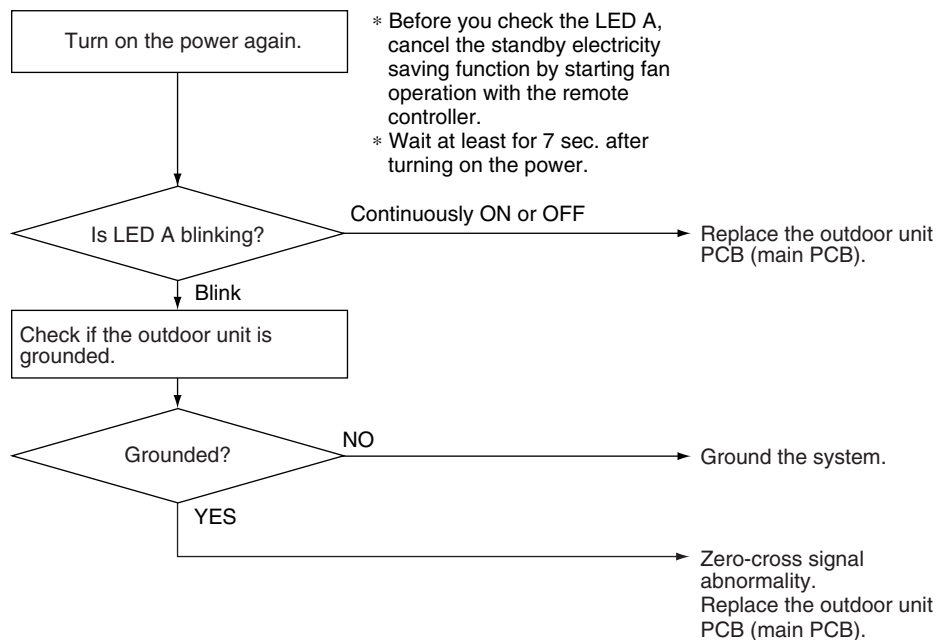 Turn on the power again.
∗ Before you check the LED A,
cancel the standby electricity
saving function by starting fan
operation with the remote
controller.
∗ Wait at least for 7 sec. after
turning on the power.
Is LED A blinking?
Continuously ON or OFF
Replace the outdoor unit
PCB (main PCB).
Blink
Check if the outdoor unit is
grounded.
Grounded?
NO
Ground the system.
YES
Zero-cross signal
abnormality.
Replace the outdoor unit
PCB (main PCB).